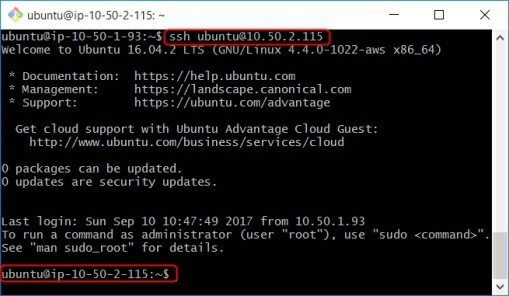 ubuntu@ip-10-50-2-115: ~
ubuntu@ip-10-50-1-93:~$ ssh ubuntu@10.50.2.115
Welcome to Ubuntu 16.04.2 LTS (GNU/Linux 4.4.0-1022-aws x86_64)
* Documentation: https://help.ubuntu.com
* Management: https://landscape.canonical.com
* Support: https://ubuntu.com/advantage
Get cloud support with Ubuntu Advantage Cloud Guest:
http://www.ubuntu.com/business/services/cloud
0 packages can be updated.
0 updates are security updates.
Last login: Sun Sep 10 10:47:49 2017 from 10.50.1.93
To run a command as administrator (user "root"), use "sudo <command>".
See "man sudo_root" for details.
ubuntu@ip-10-50-2-115:~$